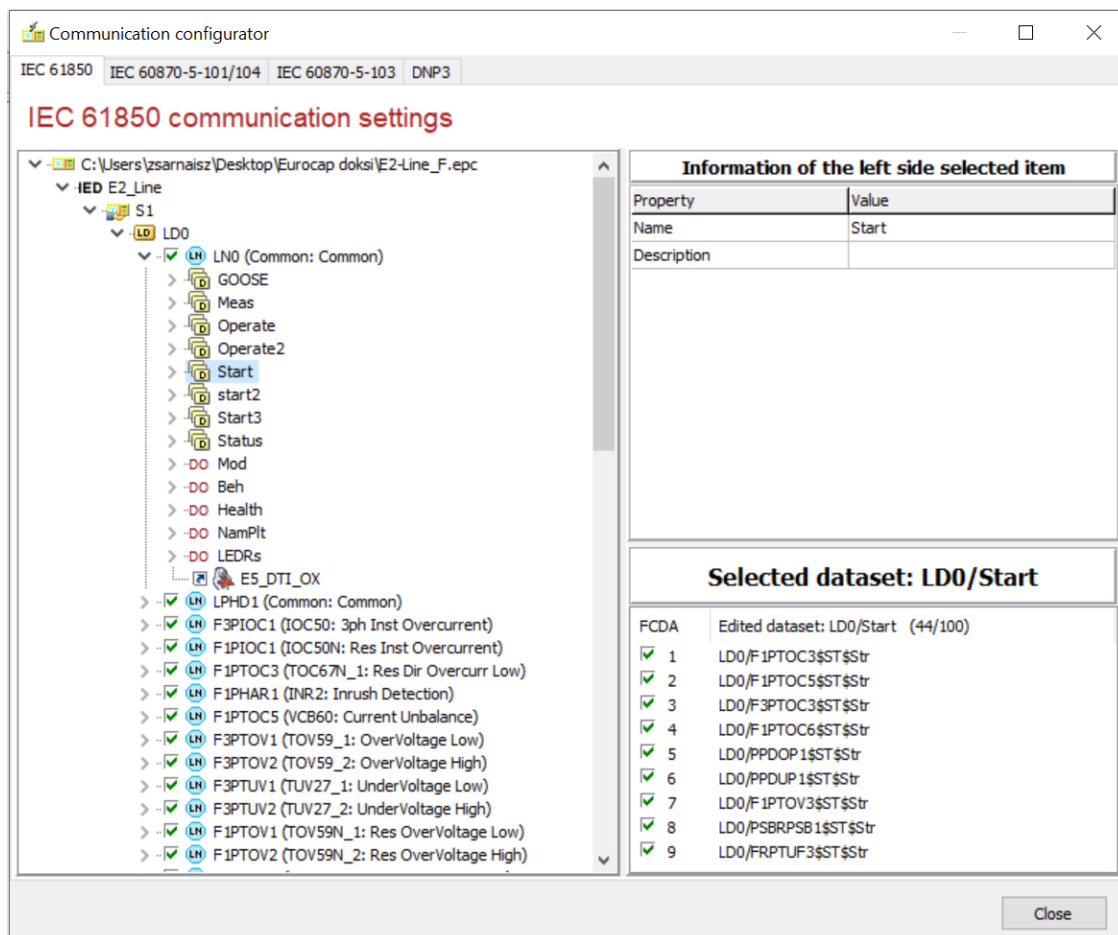 Communication configurator
IEC 61850
IEC 60870-5-101/104
IEC 60870-5-103
DNP3
IEC 61850 communication settings
C:\Users\zsarnaisz\Desktop\Eurocap doksi\E2-Line_F.epc
IED E2_Line
S1
LD LD0
LN LN0 (Common: Common)
D GOOSE
D Meas
D Operate
D Operate2
D Start
D start2
D Start3
D Status
DO Mod
DO Beh
DO Health
DO NamPlt
DO LEDRs
E5_DTI_OX
LN LPHD1 (Common: Common)
LN F3PIOC1 (IOC50: 3ph Inst Overcurrent)
LN F1PIOC1 (IOC50N: Res Inst Overcurrent)
LN F1PTOC3 (TOC67N_1: Res Dir Overcurr Low)
LN F1PHAR1 (INR2: Inrush Detection)
LN F1PTOC5 (VCB60: Current Unbalance)
LN F3PTOV1 (TOV59_1: OverVoltage Low)
LN F3PTOV2 (TOV59_2: OverVoltage High)
LN F3PTUV1 (TUV27_1: UnderVoltage Low)
LN F3PTUV2 (TUV27_2: UnderVoltage High)
LN F1PTOV1 (TOV59N_1: Res OverVoltage Low)
LN F1PTOV2 (TOV59N_2: Res OverVoltage High)
Information of the left side selected item
Property Value
Name Start
Description
Selected dataset: LD0/Start
FCDA Edited dataset: LD0/Start (44/100)
1 LD0/F1PTOC3$ST$Str
2 LD0/F1PTOC5$ST$Str
3 LD0/F3PTOC3$ST$Str
4 LD0/F1PTOC6$ST$Str
5 LD0/PPDOP1$ST$Str
6 LD0/PPDUP1$ST$Str
7 LD0/F1PTOV3$ST$Str
8 LD0/PSBRPSB1$ST$Str
9 LD0/FRPTUF3$ST$Str
Close